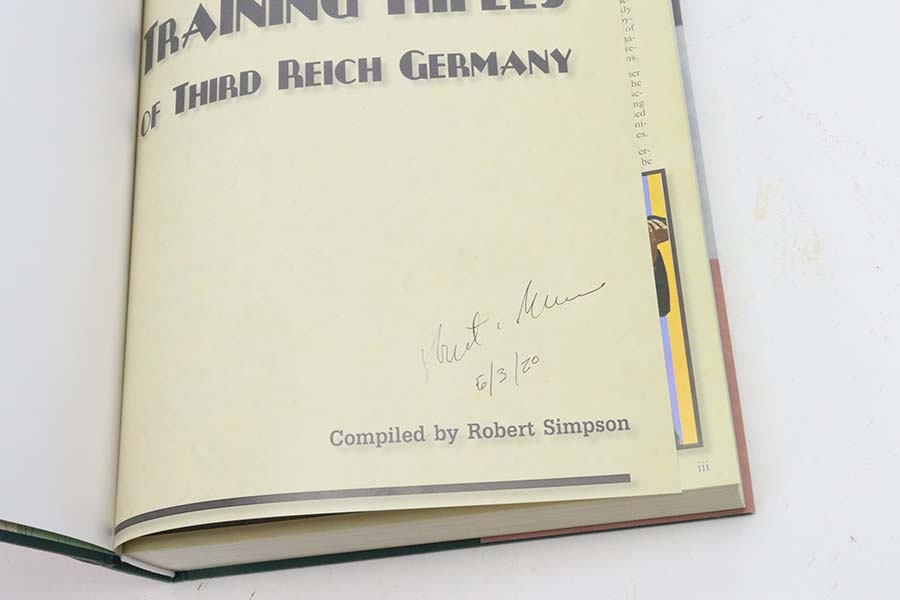 TRAINING RIFLES
OF THIRD REICH GERMANY
6/3/20
Compiled by Robert Simpson
iii